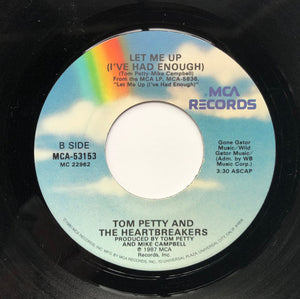 LET ME UP
(I'VE HAD ENOUGH)
(Tom Petty-Mike Campbell)
From the MCA LP, MCA-5836,
"Let Me Up (I've Had Enough)"
MCA
RECORDS
B SIDE
MCA-53153
MC 22962
Gone Gator
Music/Wild
Gator Music/
(Adm. by WB
Music Corp.)
3:30 ASCAP
TOM PETTY AND
THE HEARTBREAKERS
PRODUCED BY TOM PETTY
AND MIKE CAMPBELL
℗ 1987 MCA
Records, Inc.